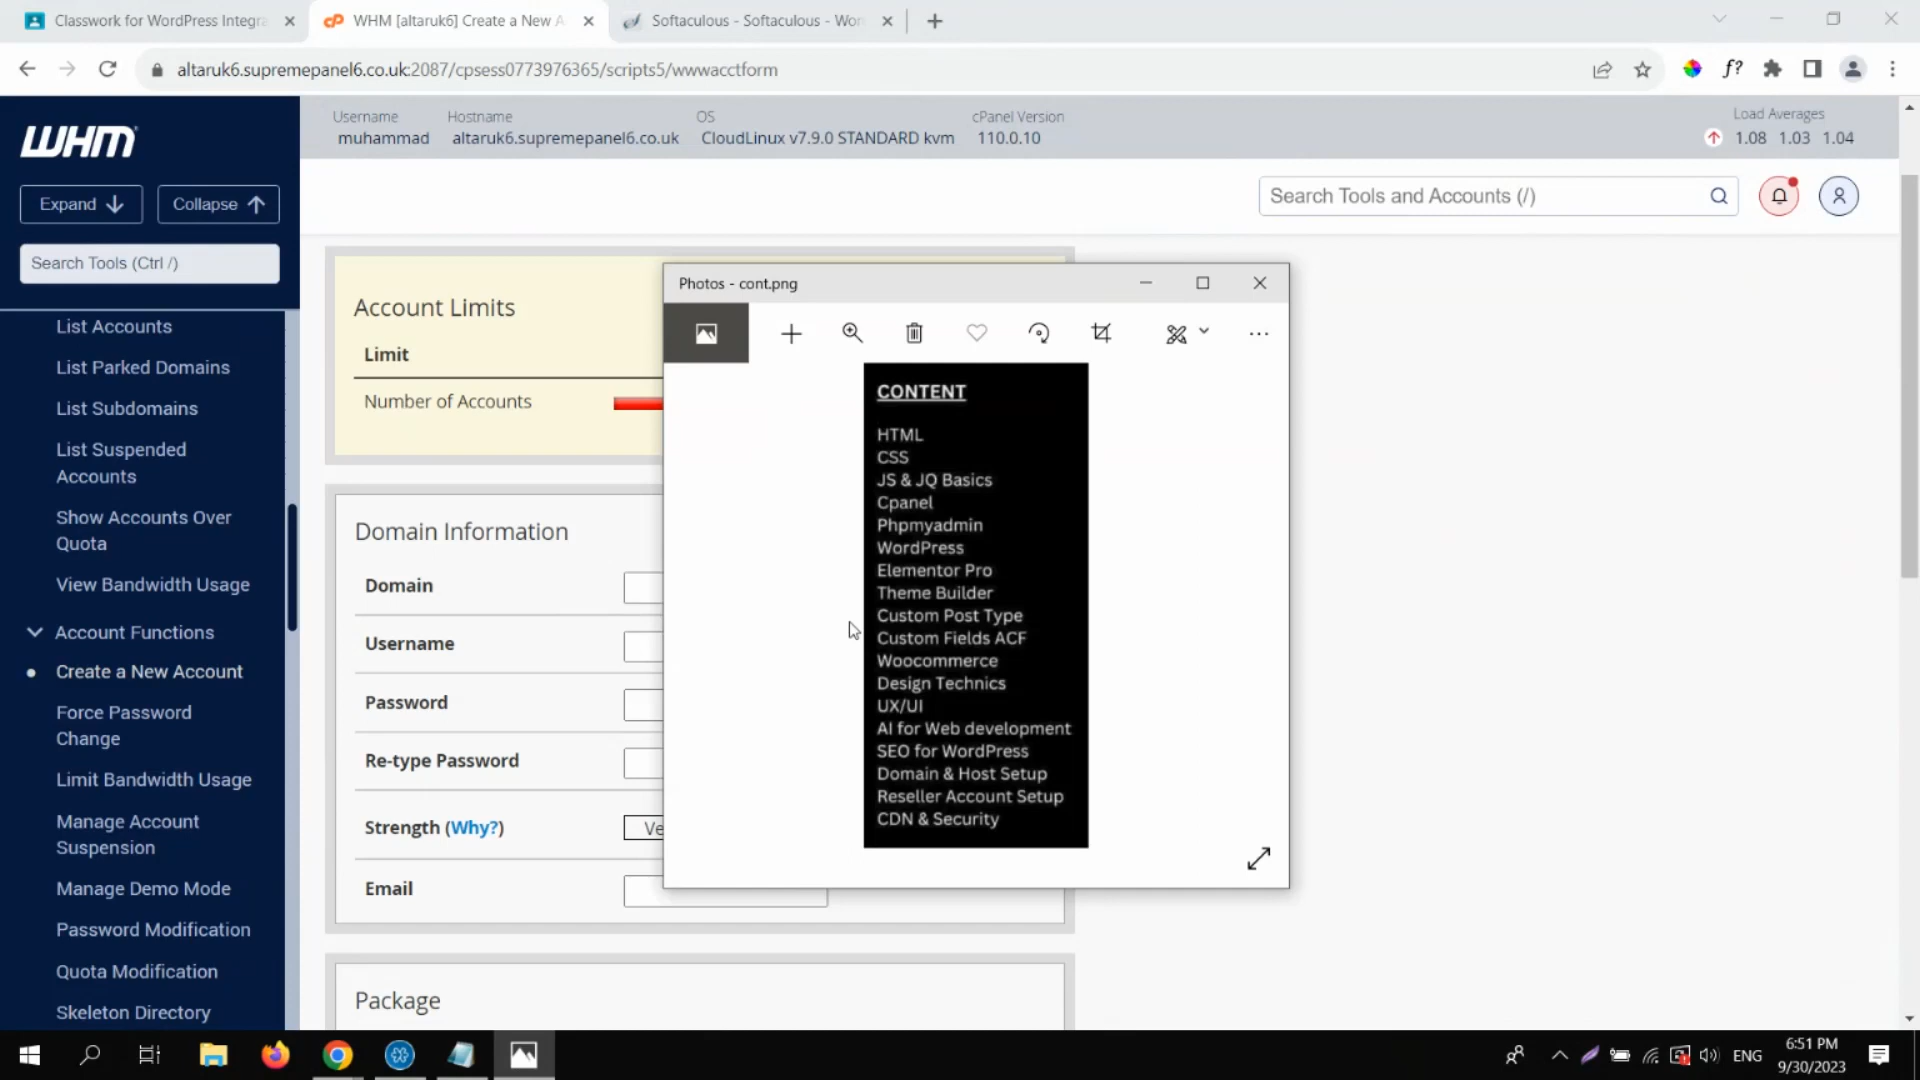 Classwork for WordPress Integra
WHM [altaruk6] Create a New A
Softaculous - Softaculous - Wor
altaruk6.supremepanel6.co.uk:2087/cpsess0773976365/scripts5/wwwacctform
f?
WHM
Expand
Collapse
Search Tools (Ctrl /)
List Accounts
List Parked Domains
List Subdomains
List Suspended
Accounts
Show Accounts Over
Quota
View Bandwidth Usage
Account Functions
Create a New Account
Force Password
Change
Limit Bandwidth Usage
Manage Account
Suspension
Manage Demo Mode
Password Modification
Quota Modification
Skeleton Directory
Username
muhammad
Hostname
altaruk6.supremepanel6.co.uk
OS
CloudLinux v7.9.0 STANDARD kvm
cPanel Version
110.0.10
Load Averages
1.08 1.03 1.04
Search Tools and Accounts (/)
Account Limits
Limit
Number of Accounts
Domain Information
Domain
Username
Password
Re-type Password
Strength (Why?)
Ve
Email
Package
Photos - cont.png
CONTENT
HTML
CSS
JS & JQ Basics
Cpanel
Phpmyadmin
WordPress
Elementor Pro
Theme Builder
Custom Post Type
Custom Fields ACF
Woocommerce
Design Technics
UX/UI
AI for Web development
SEO for WordPress
Domain & Host Setup
Reseller Account Setup
CDN & Security
ENG
6:51 PM
9/30/2023